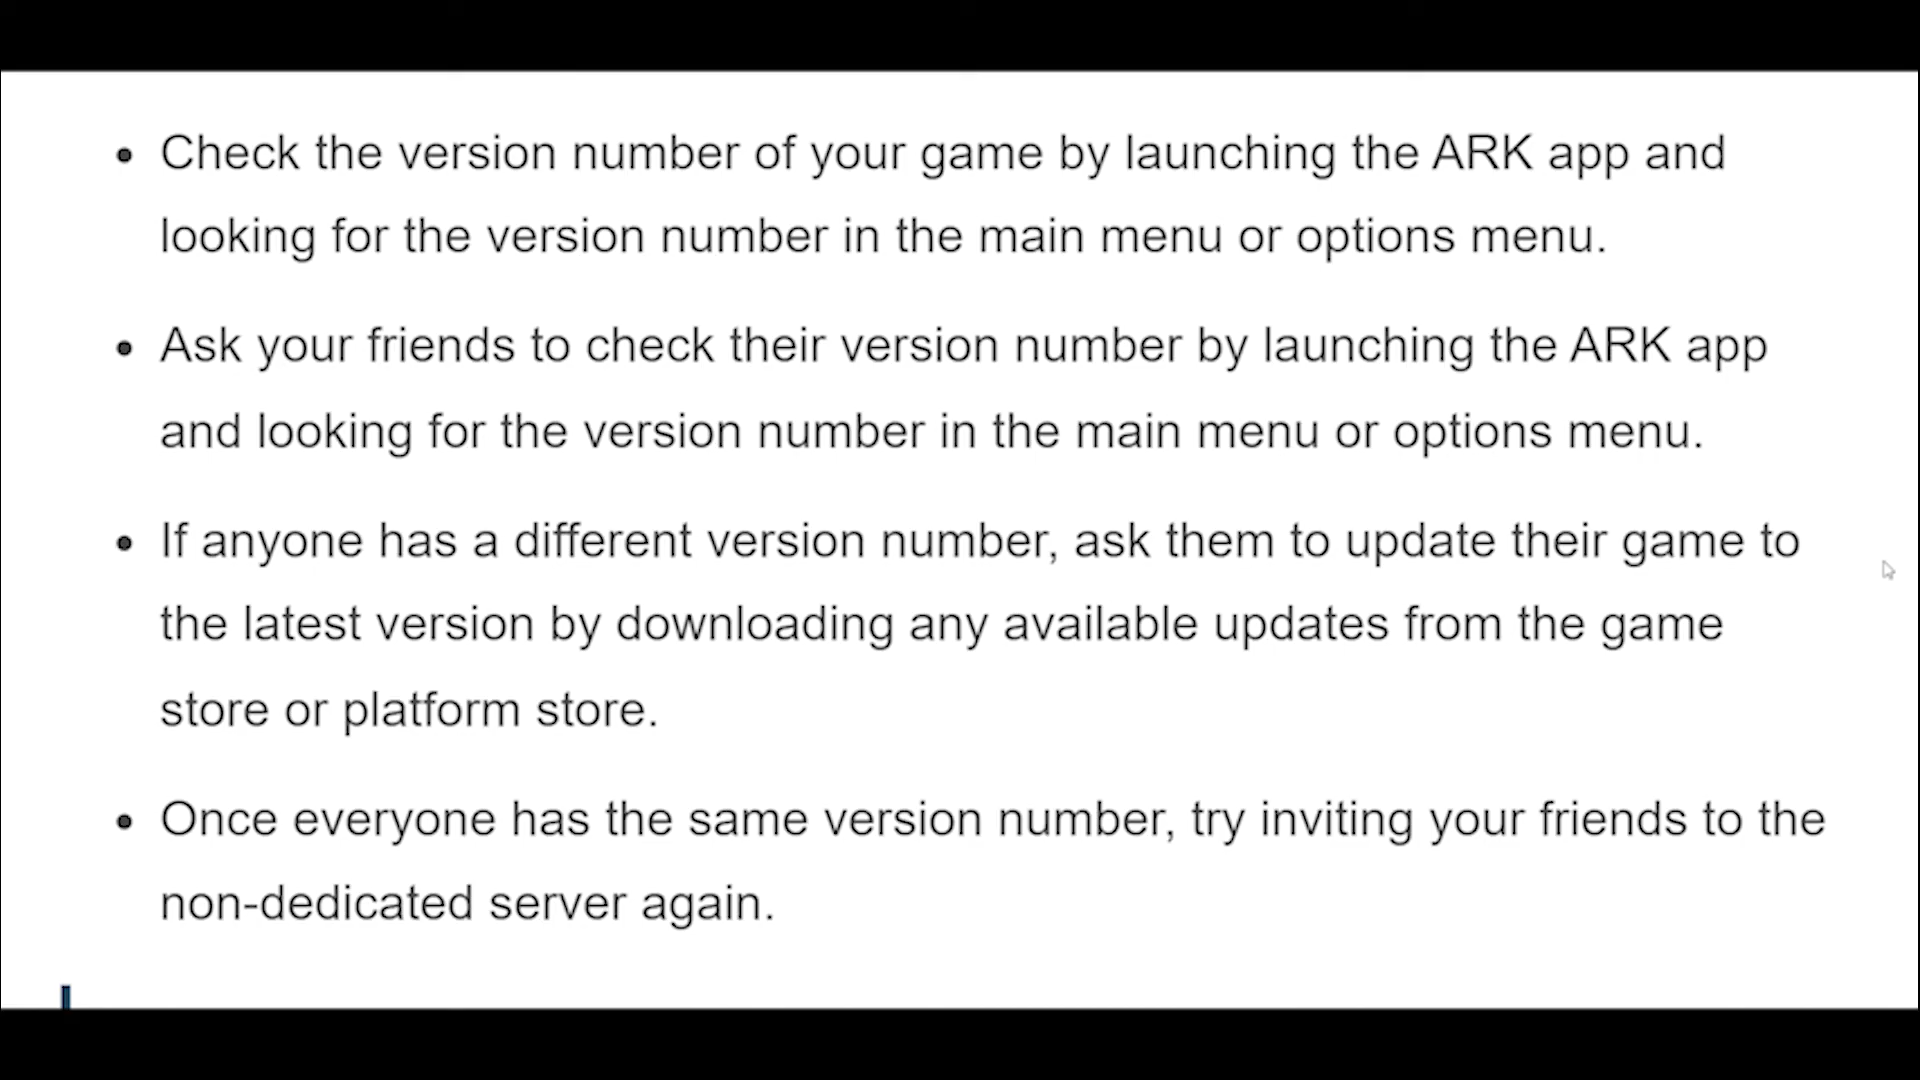 • Check the version number of your game by launching the ARK app and
looking for the version number in the main menu or options menu.
• Ask your friends to check their version number by launching the ARK app
and looking for the version number in the main menu or options menu.
• If anyone has a different version number, ask them to update their game to
the latest version by downloading any available updates from the game
store or platform store.
• Once everyone has the same version number, try inviting your friends to the
non-dedicated server again.